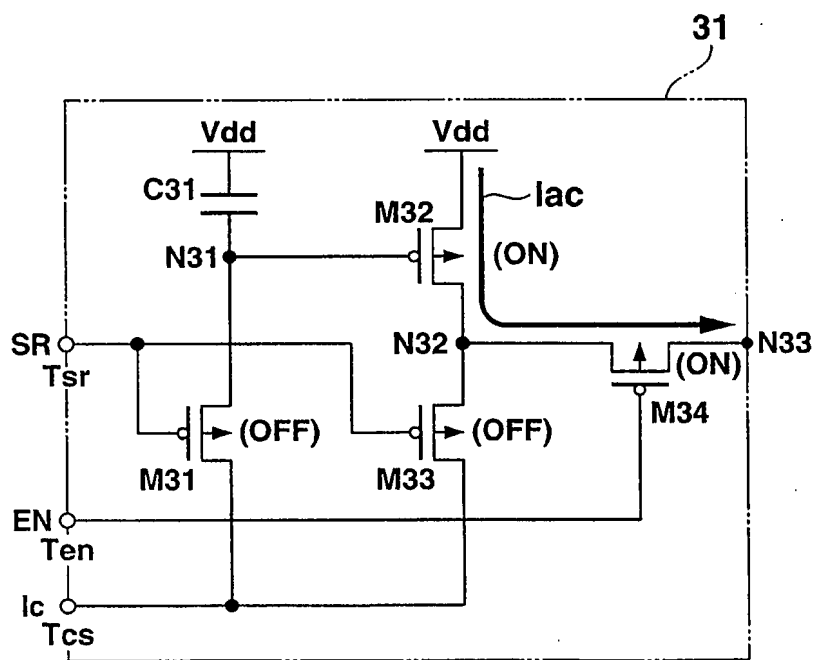 31
Vdd
Vdd
C31
M32
Iac
N31
(ON)
SR
Tsr
N32
N33
(ON)
M34
(OFF)
(OFF)
M31
M33
EN
Ten
Ic
Tcs